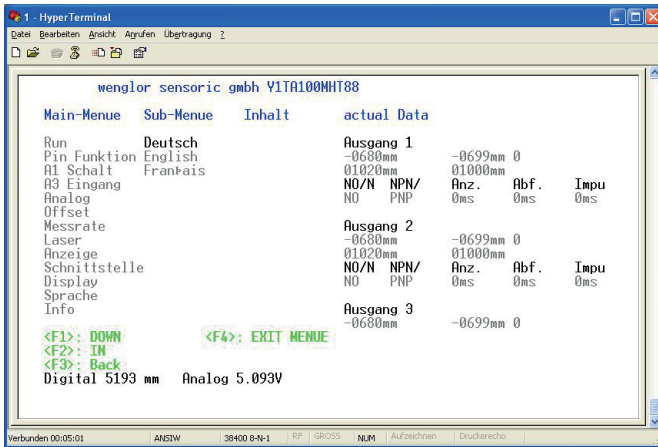 1 - HyperTerminal
Datei Bearbeiten Ansicht Anrufen Übertragung ?
wenglor sensoric gmbh Y1TA100MHT88
Main-Menue Sub-Menue Inhalt actual Data
Run Deutsch Ausgang 1
Pin Funktion English -0680mm -0699mm 0
A1 Schalt FranÞais 01020mm 01000mm
A3 Eingang NO/N NPN/ Anz. Abf. Impu
Analog NO PNP 0ms 0ms 0ms
Offset
Messrate Ausgang 2
Laser -0680mm -0699mm 0
Anzeige 01020mm 01000mm
Schnittstelle NO/N NPN/ Anz. Abf. Impu
Display NO PNP 0ms 0ms 0ms
Sprache
Info Ausgang 3
-0680mm -0699mm 0
<F1>: DOWN <F4>: EXIT MENUE
<F2>: IN
<F3>: Back
Digital 5193 mm Analog 5.093V
Verbunden 00:05:01 ANSIW 38400 8-N-1 RF GROSS NUM Aufzeichnen Druckerecho